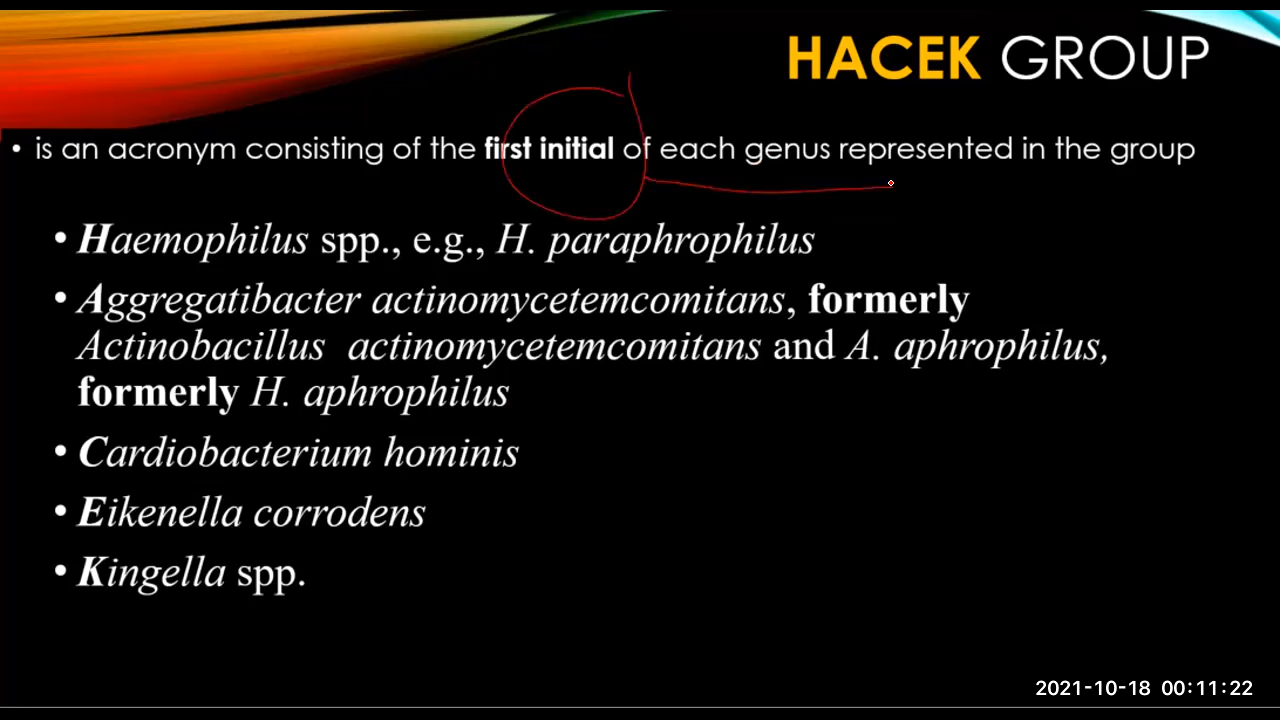 HACEK GROUP
• is an acronym consisting of the first initial of each genus represented in the group
• Haemophilus spp., e.g., H. paraphrophilus
• Aggregatibacter actinomycetemcomitans, formerly
Actinobacillus actinomycetemcomitans and A. aphrophilus,
formerly H. aphrophilus
• Cardiobacterium hominis
• Eikenella corrodens
• Kingella spp.
2021-10-18 00:11:22